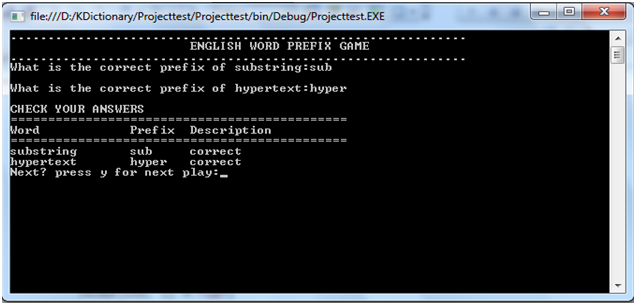 file:///D:/KDictionary/Projecttest/Projecttest/bin/Debug/Projecttest.EXE
-------------------------------------------------------------
ENGLISH WORD PREFIX GAME
-------------------------------------------------------------
What is the correct prefix of substring:sub
What is the correct prefix of hypertext:hyper
CHECK YOUR ANSWERS
=============================================
Word Prefix Description
=============================================
substring sub correct
hypertext hyper correct
Next? press y for next play:_